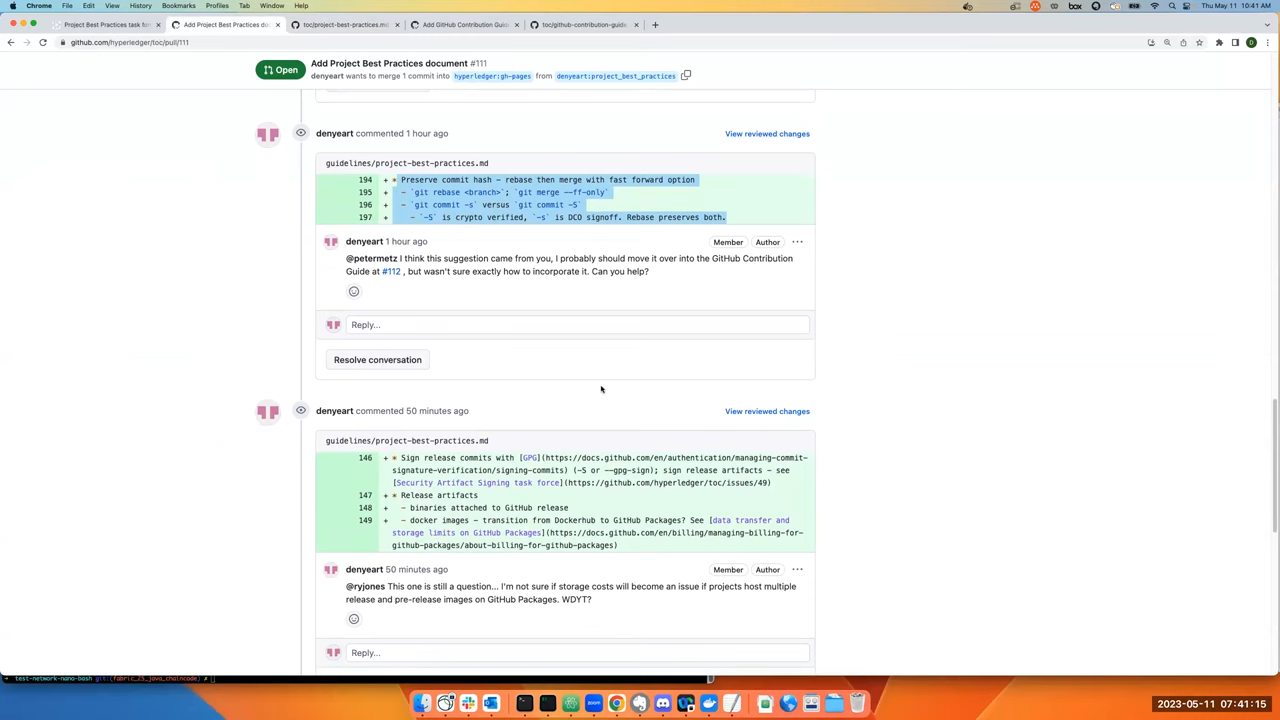 Chrome File Edit View History Bookmarks Profiles Tab Window Help
box
Thu May 11 10:41 AM
Project Best Practices task for
Add Project Best Practices do
toc/project-best-practices.md
Add GitHub Contribution Guide
toc/github-contribution-guide
github.com/hyperledger/toc/pull/111
Open
Add Project Best Practices document #111
denyeart wants to merge 1 commit into hyperledger:gh-pages from denyeart:project_best_practices
denyeart commented 1 hour ago
View reviewed changes
guidelines/project-best-practices.md
194 + * Preserve commit hash – rebase then merge with fast forward option
195 + - `git rebase <branch>`; `git merge --ff-only`
196 + - `git commit -s` versus `git commit -S`
197 + - `-S` is crypto verified, `-s` is DCO signoff. Rebase preserves both.
denyeart 1 hour ago
Member Author ...
@petermetz I think this suggestion came from you, I probably should move it over into the GitHub Contribution
Guide at #112 , but wasn't sure exactly how to incorporate it. Can you help?
Reply...
Resolve conversation
denyeart commented 50 minutes ago
View reviewed changes
guidelines/project-best-practices.md
146 + * Sign release commits with [GPG](https://docs.github.com/en/authentication/managing-commit-
signature-verification/signing-commits) (-S or --gpg-sign); sign release artifacts – see
[Security Artifact Signing task force](https://github.com/hyperledger/toc/issues/49)
147 + * Release artifacts
148 + - binaries attached to GitHub release
149 + - docker images - transition from Dockerhub to GitHub Packages? See [data transfer and
storage limits on GitHub Packages](https://docs.github.com/en/billing/managing-billing-for-
github-packages/about-billing-for-github-packages)
denyeart 50 minutes ago
Member Author ...
@ryjones This one is still a question... I'm not sure if storage costs will become an issue if projects host multiple
release and pre-release images on GitHub Packages. WDYT?
Reply...
test-network-nano-bash git:(fabric_25_java_chaincode)
zoom
2023-05-11 07:41:15